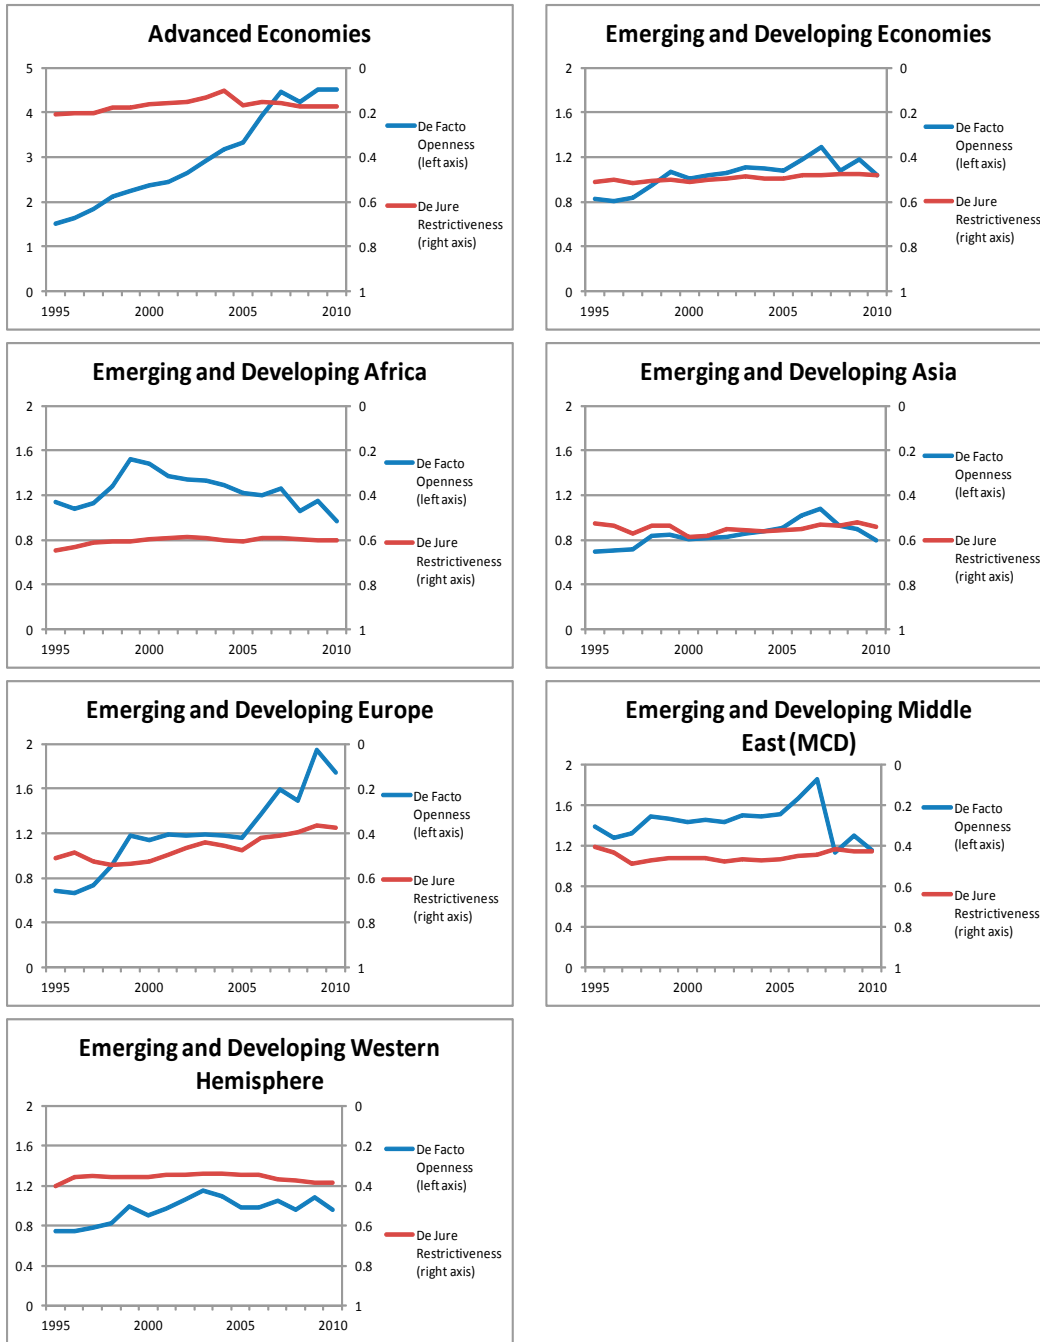 Advanced Economies
5
4
3
2
1
0
0
0.2
0.4
0.6
0.8
1
1995
2000
2005
2010
De Facto
Openness
(left axis)
De Jure
Restrictiveness
(right axis)
Emerging and Developing Economies
2
1.6
1.2
0.8
0.4
0
0
0.2
0.4
0.6
0.8
1
1995
2000
2005
2010
De Facto
Openness
(left axis)
De Jure
Restrictiveness
(right axis)
Emerging and Developing Africa
2
1.6
1.2
0.8
0.4
0
0
0.2
0.4
0.6
0.8
1
1995
2000
2005
2010
De Facto
Openness
(left axis)
De Jure
Restrictiveness
(right axis)
Emerging and Developing Asia
2
1.6
1.2
0.8
0.4
0
0
0.2
0.4
0.6
0.8
1
1995
2000
2005
2010
De Facto
Openness
(left axis)
De Jure
Restrictiveness
(right axis)
Emerging and Developing Europe
2
1.6
1.2
0.8
0.4
0
0
0.2
0.4
0.6
0.8
1
1995
2000
2005
2010
De Facto
Openness
(left axis)
De Jure
Restrictiveness
(right axis)
Emerging and Developing Middle
East (MCD)
2
1.6
1.2
0.8
0.4
0
0
0.2
0.4
0.6
0.8
1
1995
2000
2005
2010
De Facto
Openness
(left axis)
De Jure
Restrictiveness
(right axis)
Emerging and Developing Western
Hemisphere
2
1.6
1.2
0.8
0.4
0
0
0.2
0.4
0.6
0.8
1
1995
2000
2005
2010
De Facto
Openness
(left axis)
De Jure
Restrictiveness
(right axis)